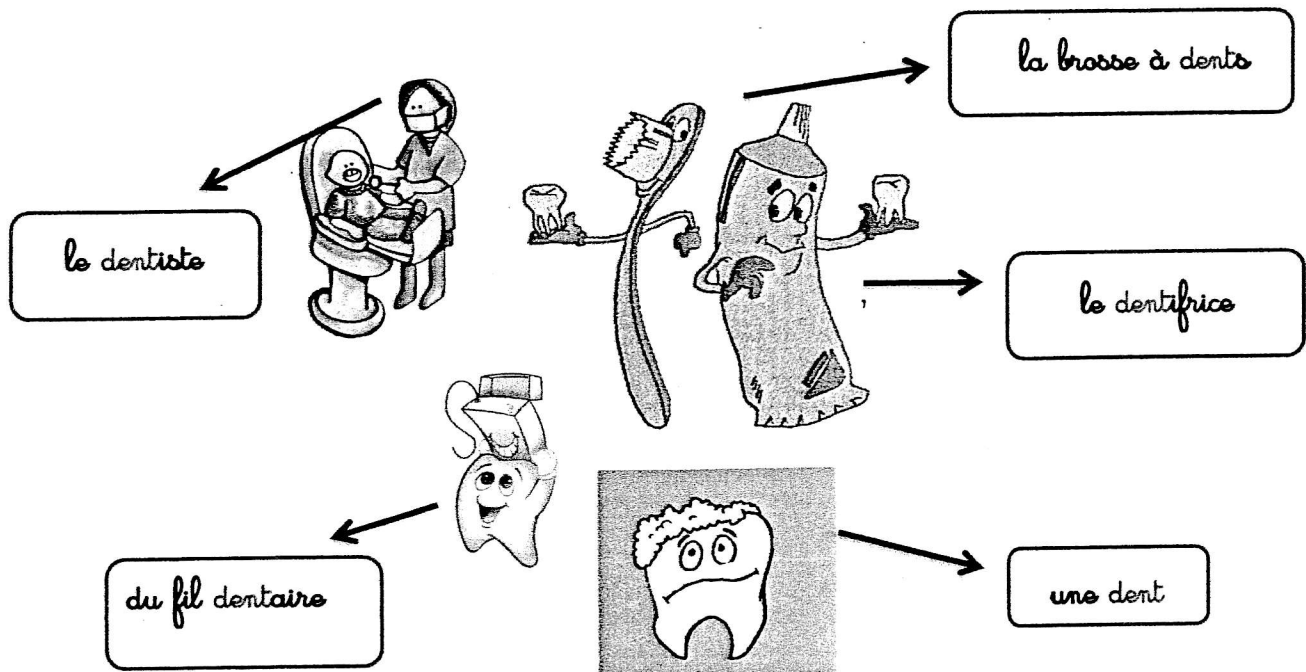 la brosse à dents
le dentiste
le dentifrice
du fil dentaire
une dent